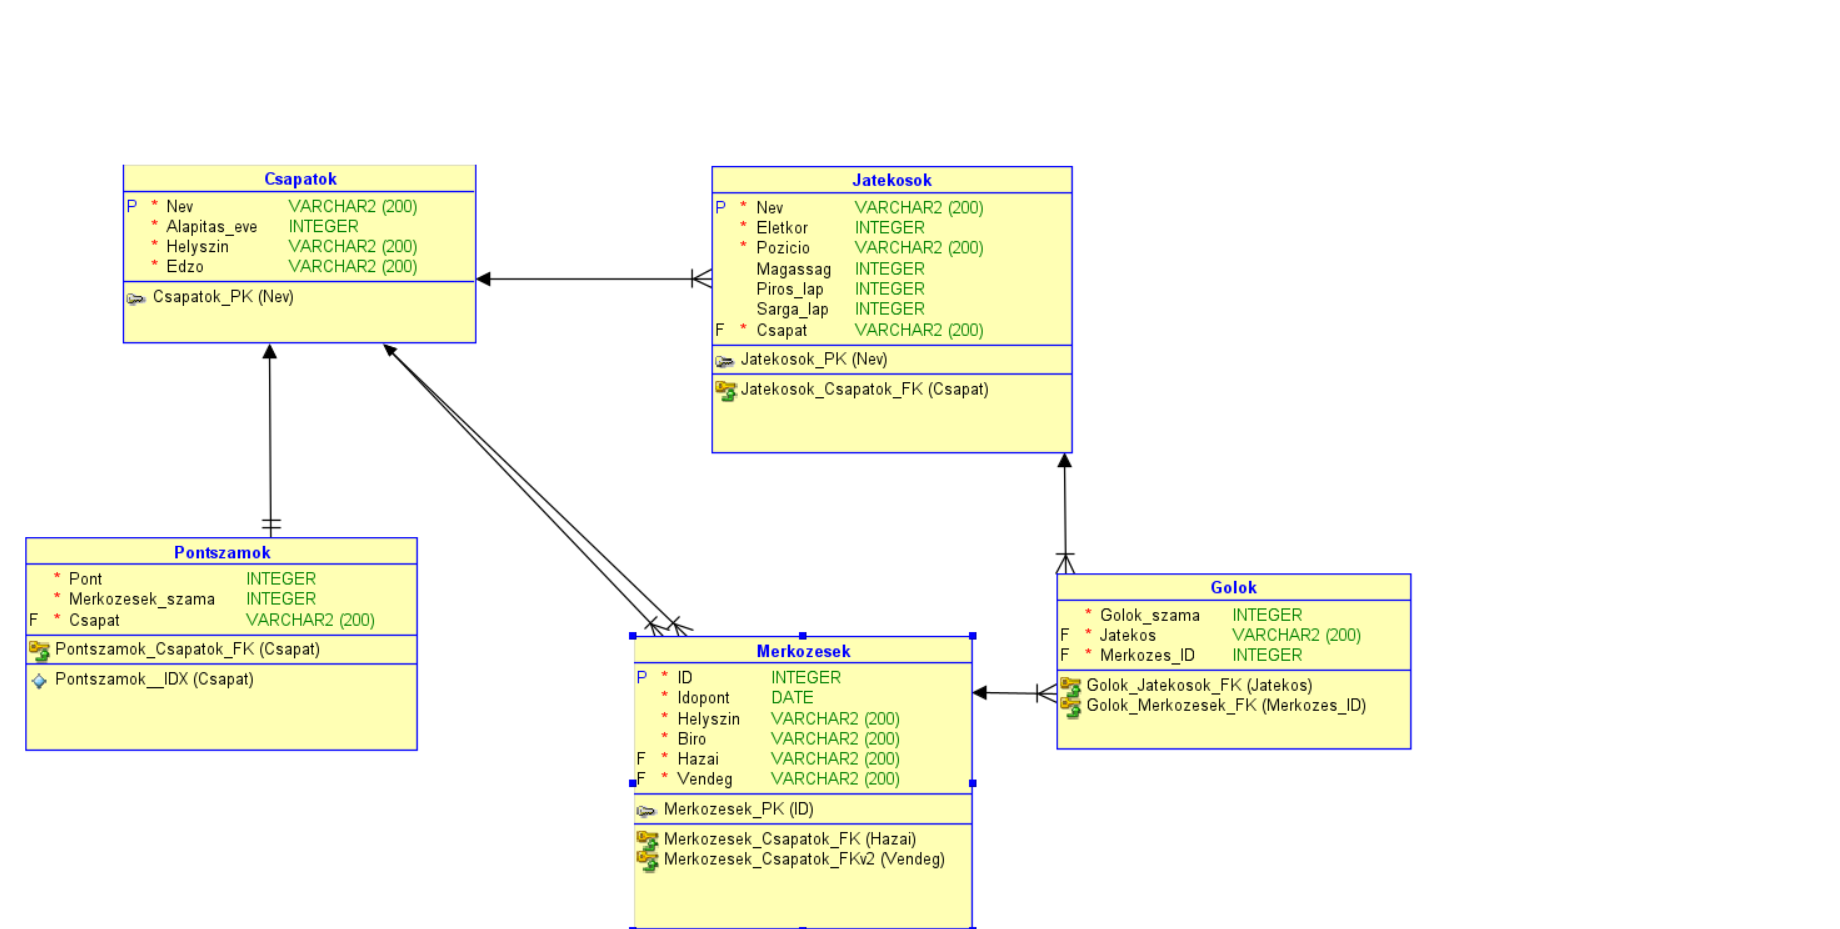 Csapatok
P * Nev VARCHAR2 (200)
* Alapitas_eve INTEGER
* Helyszin VARCHAR2 (200)
* Edzo VARCHAR2 (200)
Csapatok_PK (Nev)
Jatekosok
P * Nev VARCHAR2 (200)
* Eletkor INTEGER
* Pozicio VARCHAR2 (200)
Magassag INTEGER
Piros_lap INTEGER
Sarga_lap INTEGER
F * Csapat VARCHAR2 (200)
Jatekosok_PK (Nev)
Jatekosok_Csapatok_FK (Csapat)
Pontszamok
* Pont INTEGER
* Merkozesek_szama INTEGER
F * Csapat VARCHAR2 (200)
Pontszamok_Csapatok_FK (Csapat)
Pontszamok__IDX (Csapat)
Merkozesek
P * ID INTEGER
* Idopont DATE
* Helyszin VARCHAR2 (200)
* Biro VARCHAR2 (200)
F * Hazai VARCHAR2 (200)
F * Vendeg VARCHAR2 (200)
Merkozesek_PK (ID)
Merkozesek_Csapatok_FK (Hazai)
Merkozesek_Csapatok_FKv2 (Vendeg)
Golok
* Golok_szama INTEGER
F * Jatekos VARCHAR2 (200)
F * Merkozes_ID INTEGER
Golok_Jatekosok_FK (Jatekos)
Golok_Merkozesek_FK (Merkozes_ID)